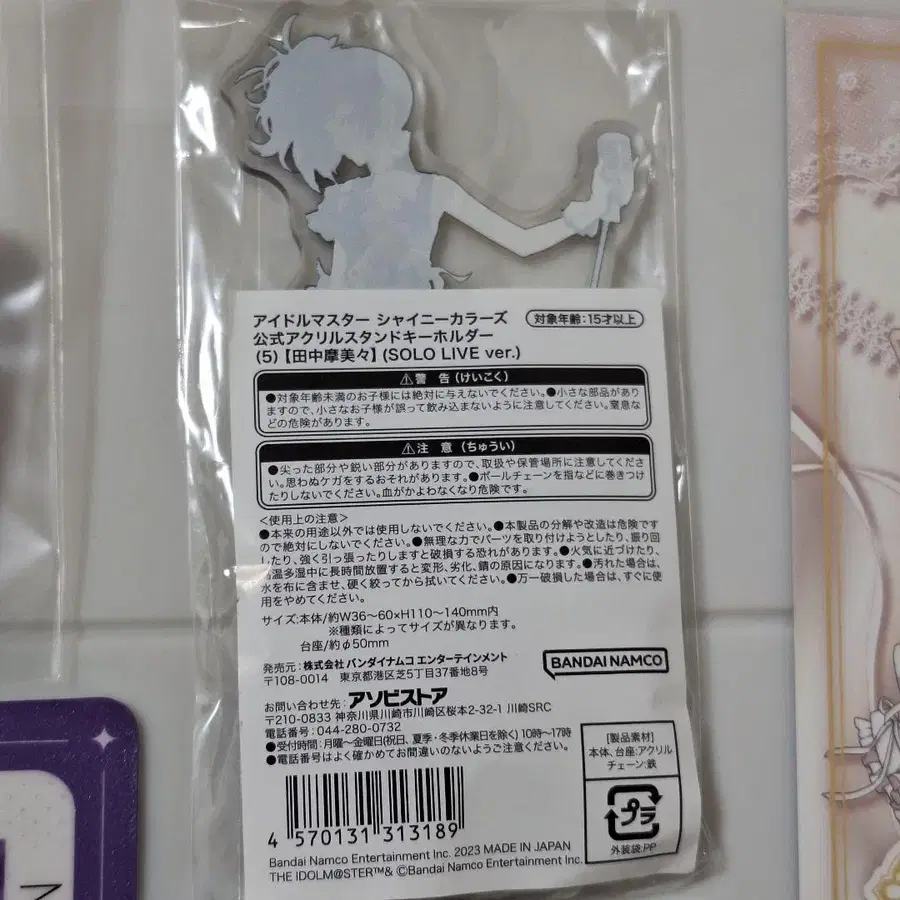 アイドルマスター シャイニーカラーズ
対象年齢:15才以上
公式アクリルスタンドキーホルダー
(5)【田中摩美々】(SOLO LIVE ver.)
⚠警 告(けいこく)
●対象年齢未満のお子様には絶対に与えないでください。●小さな部品があり
ますので、小さなお子様が誤って飲み込まないように注意してください。窒息な
どの危険があります。
⚠注 意(ちゅうい)
●尖った部分や鋭い部分がありますので、取扱や保管場所に注意してくださ
い。思わぬケガをするおそれがあります。●ボールチェーンを指などに巻きつけ
たりしないでください。血がかよわなくなり危険です。
<使用上の注意>
●本来の用途以外では使用しないでください。●本製品の分解や改造は危険です
ので絶対にしないでください。●無理な力でパーツを取り付けようとしたり、振り回
したり、強く引っ張ったりしますと破損する恐れがあります。●火気に近づけたり、
高温多湿中に長時間放置すると変形、劣化、錆の原因になります。●汚れた場合は、
水を布に含ませ、硬く絞ってから拭いてください。●万一破損した場合は、すぐに使
用をやめてください。
サイズ:本体/約W36~60×H110~140mm内
※種類によってサイズが異なります。
台座/約φ50mm
発売元:株式会社 バンダイナムコ エンターテインメント
〒108-0014 東京都港区芝5丁目37番地8号
BANDAI NAMCO
お問い合わせ先:アソビストア
〒210-0833 神奈川県川崎市川崎区桜本2-32-1 川崎SRC
電話番号:044-280-0732
●受付時間:月曜~金曜日(祝日、夏季・冬季休業日を除く)10時~17時
●電話番号はよく確かめてお間違いのないようご注意ください。
[製品素材]
本体、台座:アクリル
チェーン:鉄
プラ
外装袋:PP
4 570131 313189
Bandai Namco Entertainment Inc. 2023 MADE IN JAPAN
THE IDOLM@STER™& ©Bandai Namco Entertainment Inc.